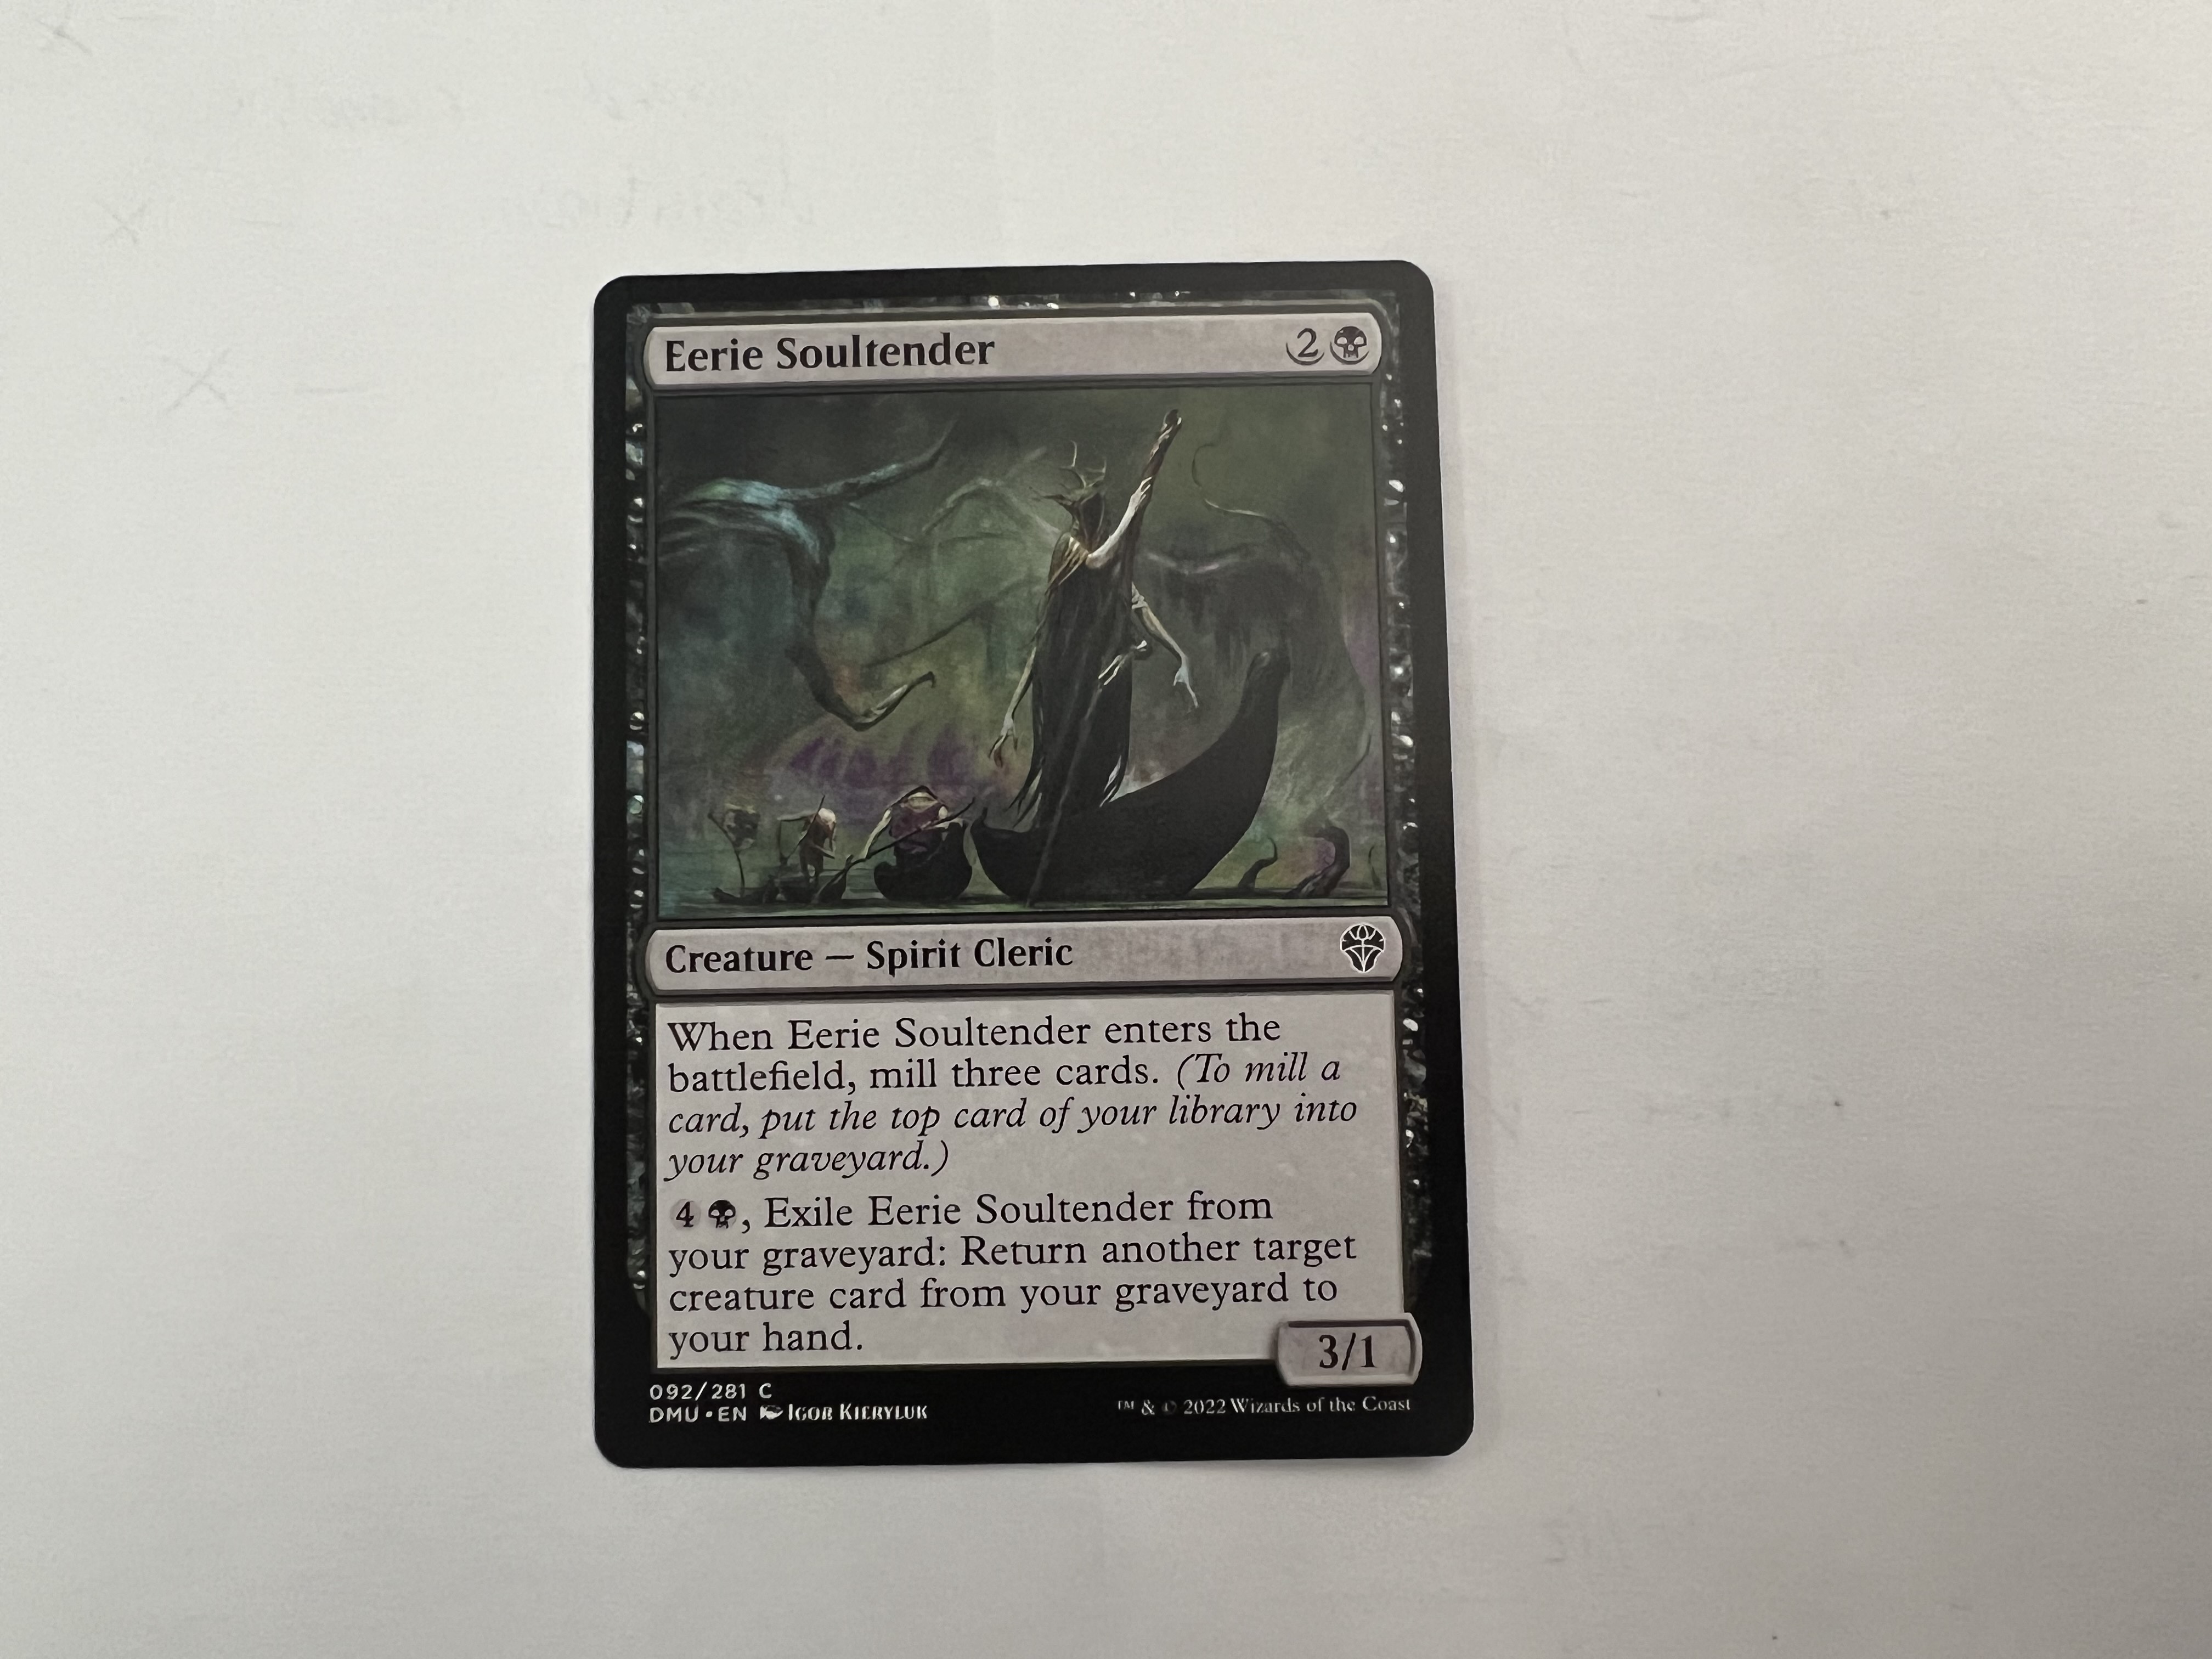 Eerie Soultender 2
Creature — Spirit Cleric
When Eerie Soultender enters the
battlefield, mill three cards. (To mill a
card, put the top card of your library into
your graveyard.)
4, Exile Eerie Soultender from
your graveyard: Return another target
creature card from your graveyard to
your hand.
3/1
092/281 C
DMU • EN Igor Kieryluk
™ & © 2022 Wizards of the Coast